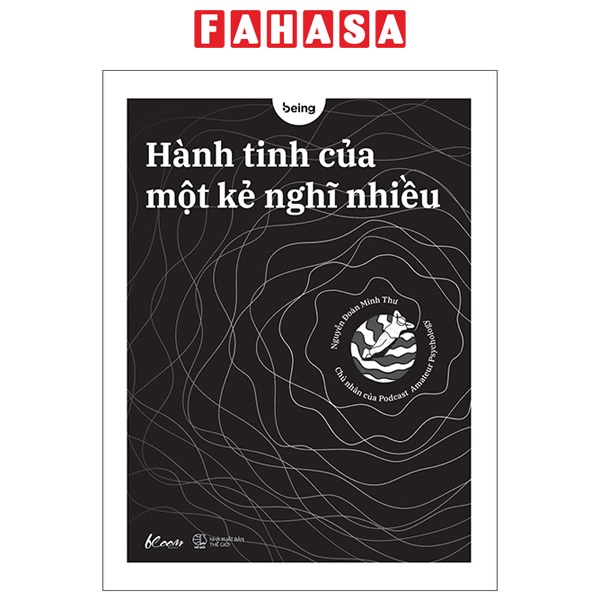 FAHASA
being
Hành tinh của
một kẻ nghĩ nhiều
Nguyễn Đoàn Minh Thư
Chủ nhân của Podcast Amateur Psychology
bloom
NHÀ XUẤT BẢN
THẾ GIỚI